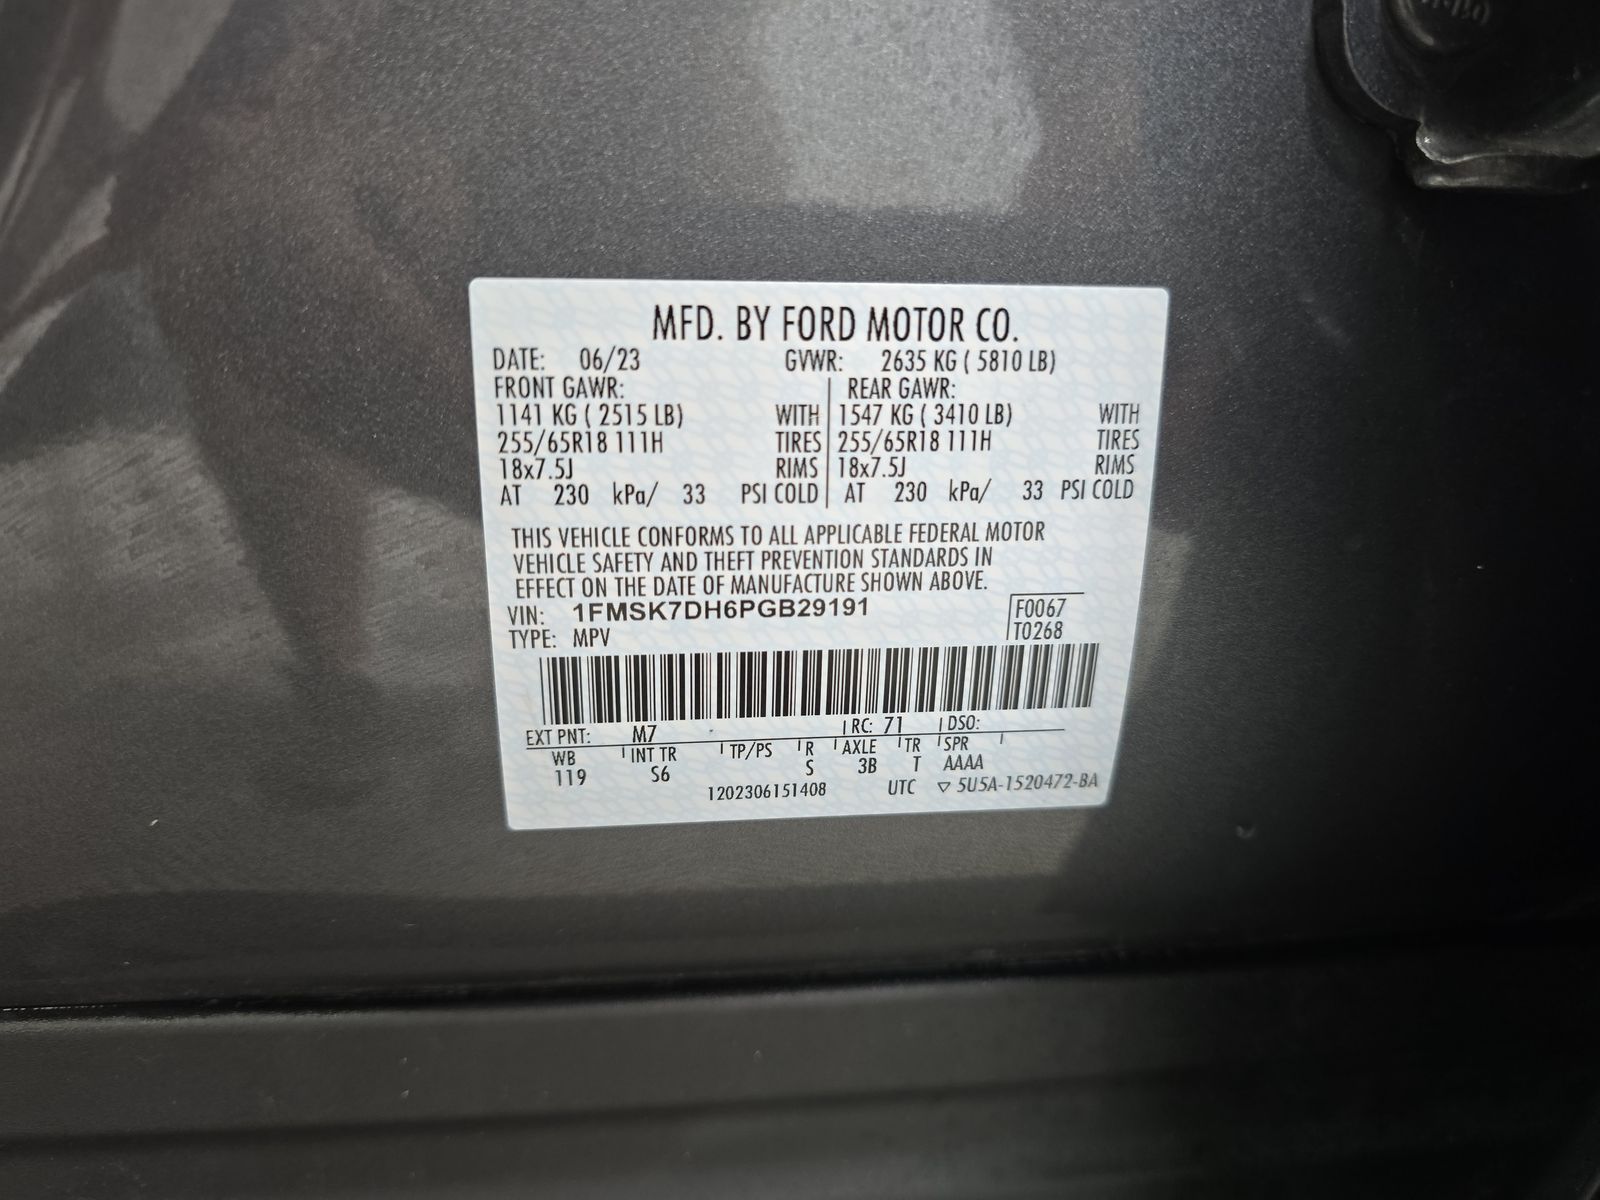 MFD. BY FORD MOTOR CO.
DATE: 06/23 GVWR: 2635 KG ( 5810 LB)
FRONT GAWR: REAR GAWR:
1141 KG ( 2515 LB) WITH 1547 KG ( 3410 LB) WITH
255/65R18 111H TIRES 255/65R18 111H TIRES
18x7.5J RIMS 18x7.5J RIMS
AT 230 kPa/ 33 PSI COLD AT 230 kPa/ 33 PSI COLD
THIS VEHICLE CONFORMS TO ALL APPLICABLE FEDERAL MOTOR
VEHICLE SAFETY AND THEFT PREVENTION STANDARDS IN
EFFECT ON THE DATE OF MANUFACTURE SHOWN ABOVE.
VIN: 1FMSK7DH6PGB29191 F0067
TYPE: MPV T0268
EXT PNT: M7 RC: 71 DSO:
WB INT TR TP/PS R AXLE TR SPR
119 S6 S 3B T AAAA
1202306151408 UTC ▽ 5U5A-1520472-BA